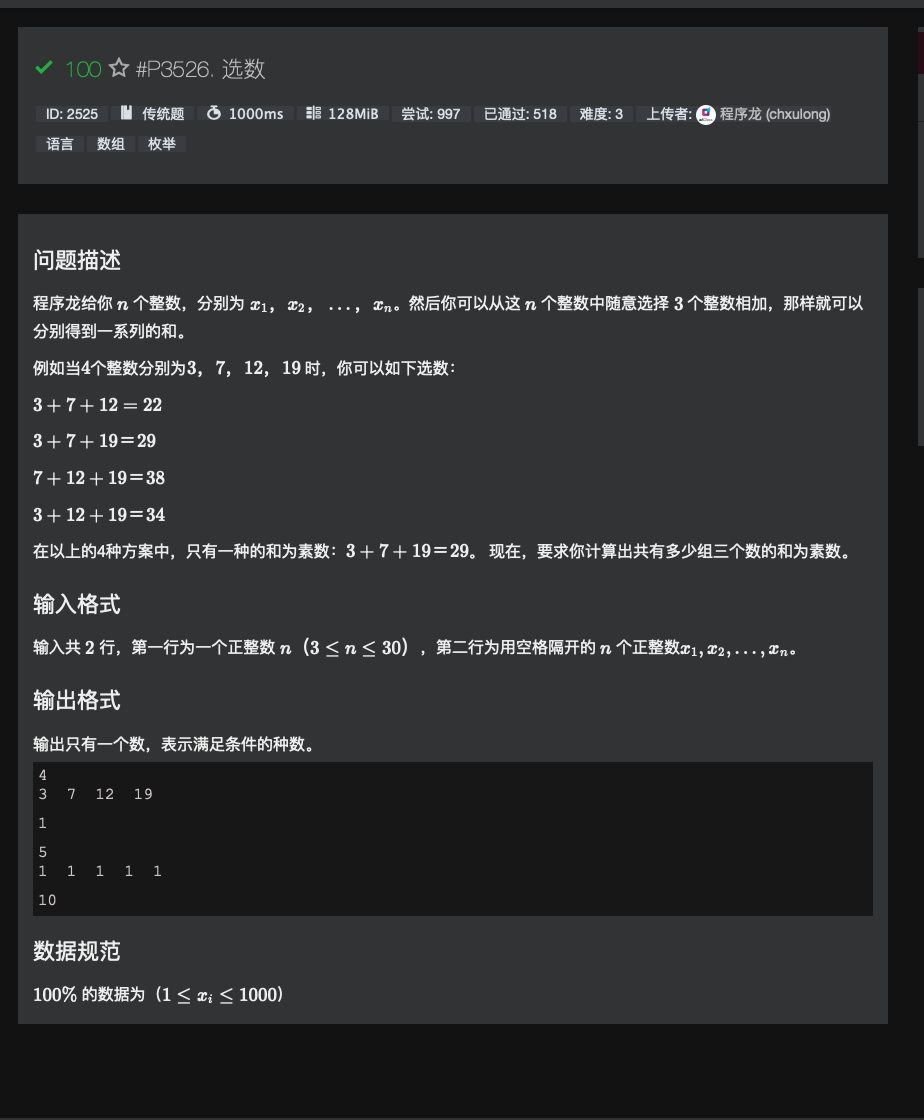 100 #P3526. 选数
ID: 2525 传统题 1000ms 128MiB 尝试: 997 已通过: 518 难度: 3 上传者: 程序龙 (chxulong)
语言 数组 枚举
问题描述
程序龙给你 n 个整数，分别为 x₁， x₂， …， xₙ。然后你可以从这 n 个整数中随意选择 3 个整数相加，那样就可以
分别得到一系列的和。
例如当4个整数分别为3，7，12，19 时，你可以如下选数：
3 + 7 + 12 = 22
3 + 7 + 19＝29
7 + 12 + 19＝38
3 + 12 + 19＝34
在以上的4种方案中，只有一种的和为素数：3 + 7 + 19＝29。 现在，要求你计算出共有多少组三个数的和为素数。
输入格式
输入共 2 行，第一行为一个正整数 n（3 ≤ n ≤ 30），第二行为用空格隔开的 n 个正整数x₁, x₂, . . . , xₙ。
输出格式
输出只有一个数，表示满足条件的种数。
4
3 7 12 19
1
5
1 1 1 1 1
10
数据规范
100% 的数据为（1 ≤ xᵢ ≤ 1000）